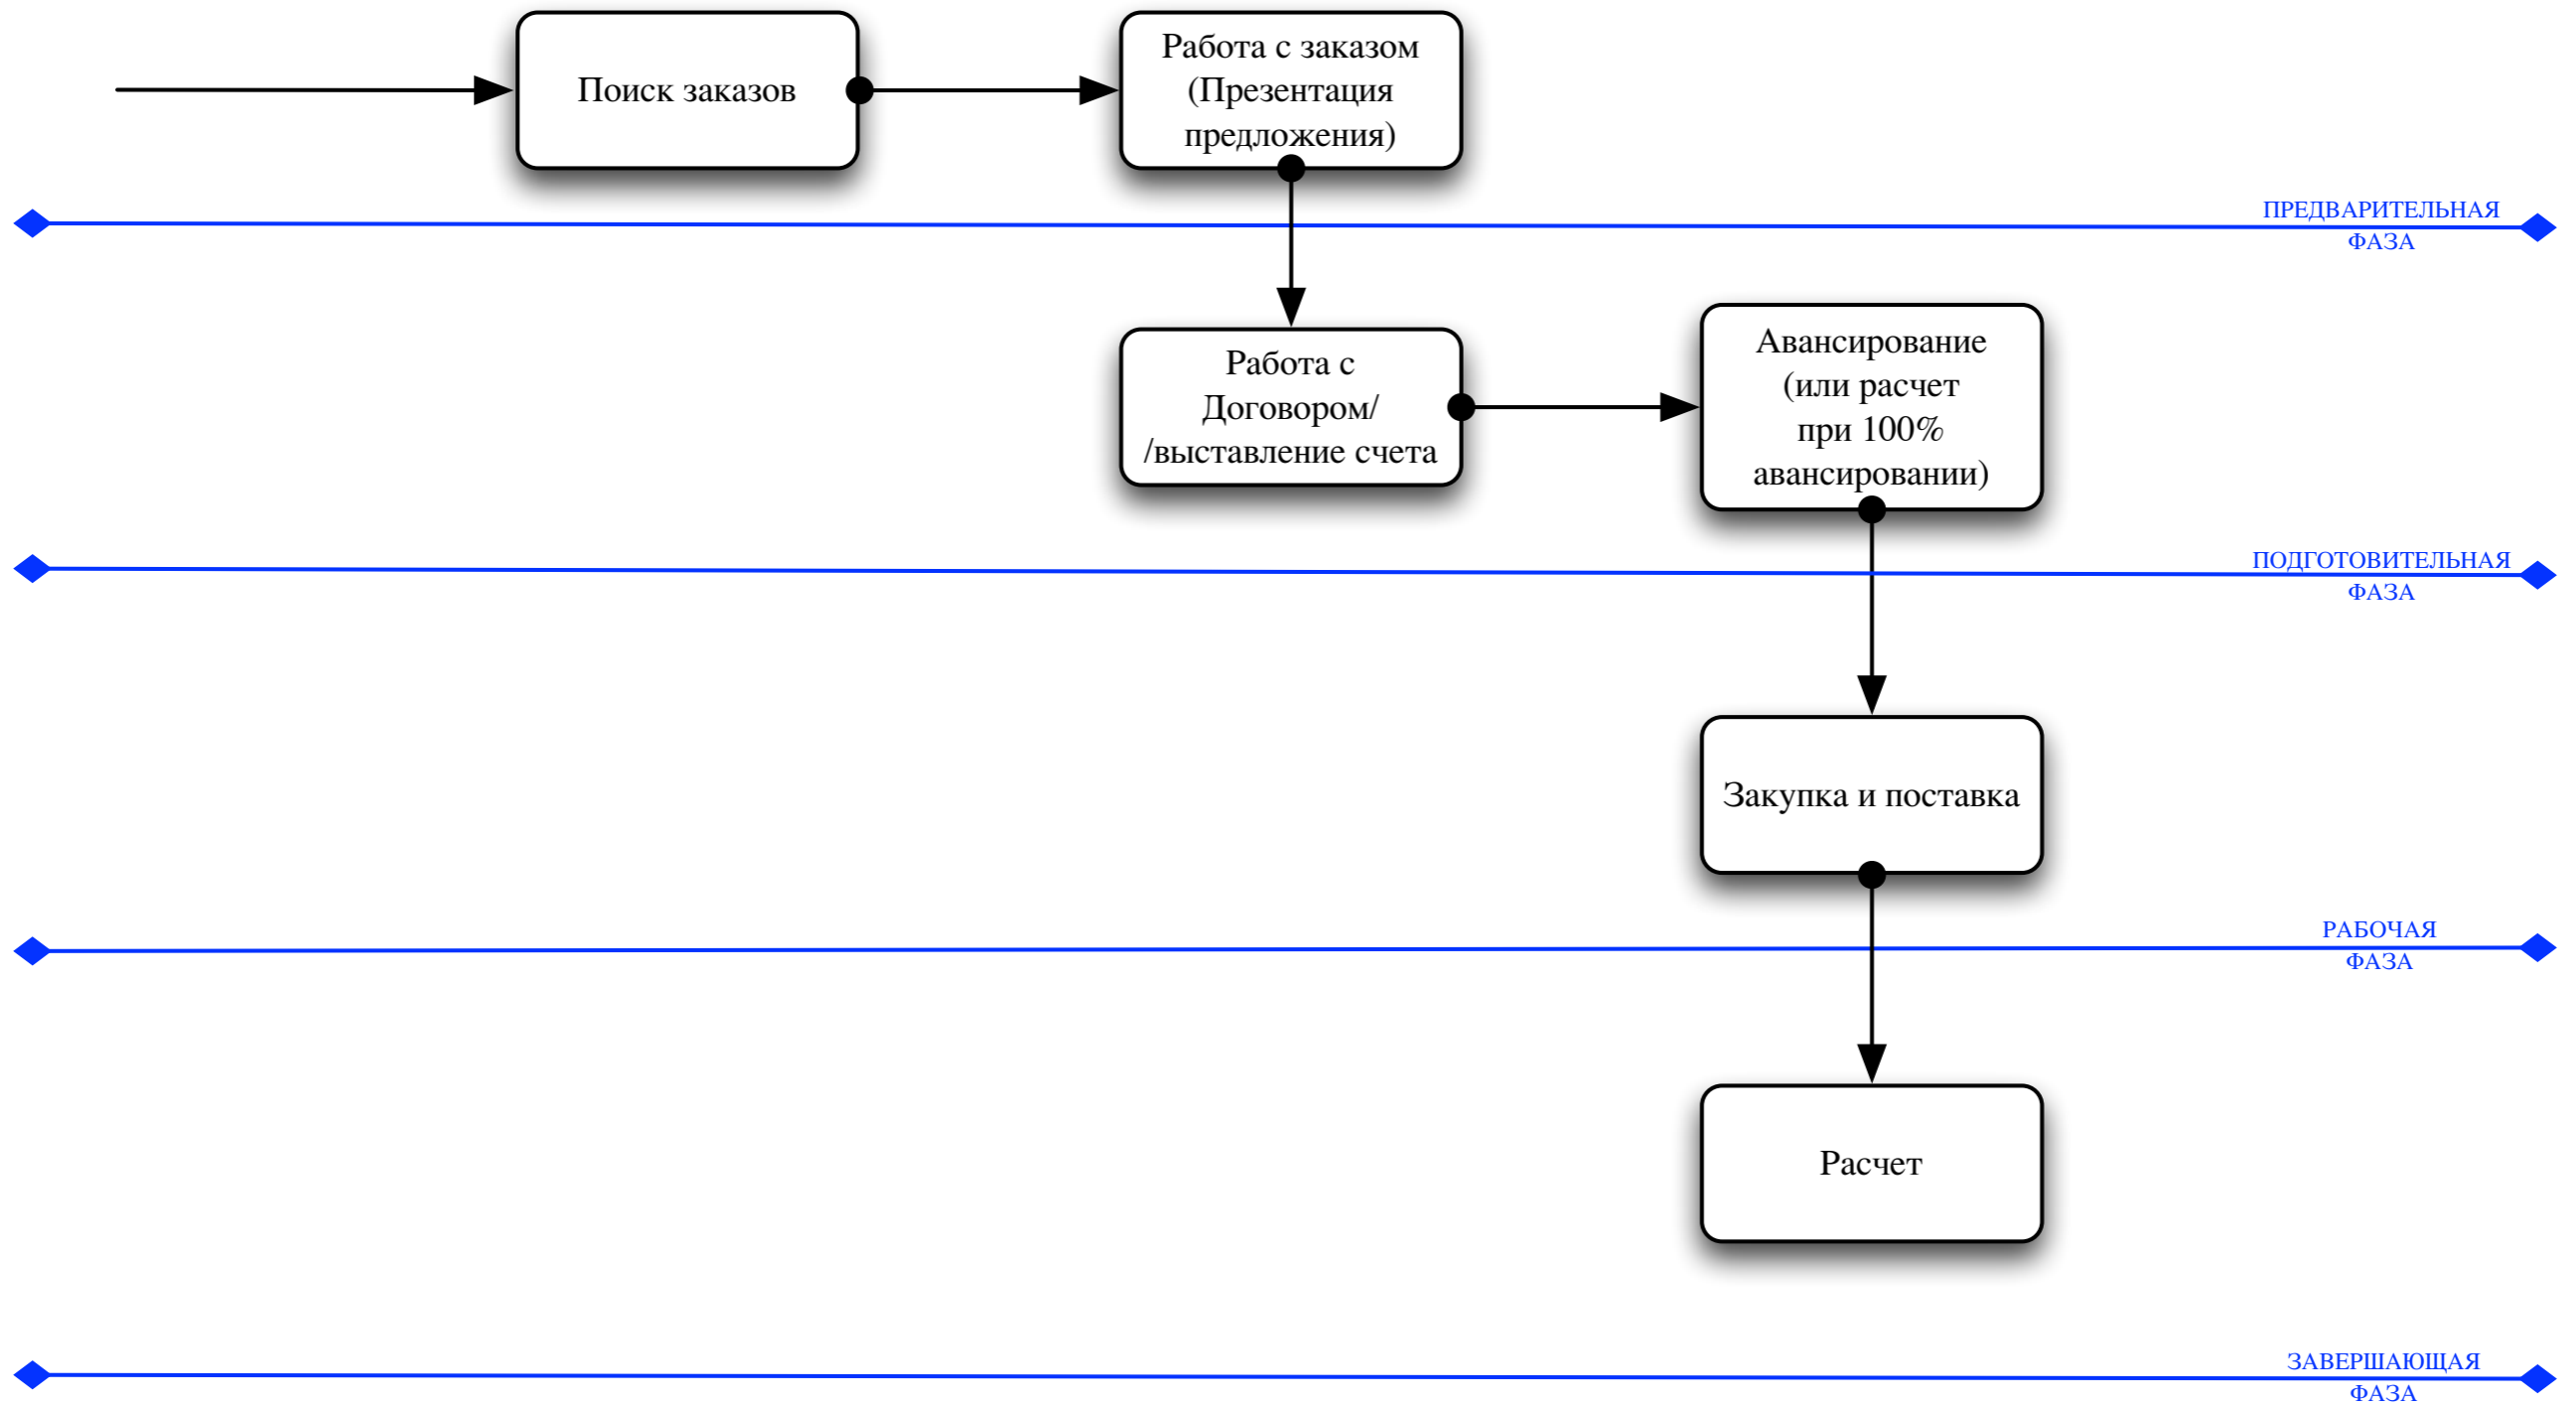 Поиск заказов
Работа с заказом
(Презентация
предложения)
ПРЕДВАРИТЕЛЬНАЯ
ФАЗА
Работа с
Договором/
/выставление счета
Авансирование
(или расчет
при 100%
авансировании)
ПОДГОТОВИТЕЛЬНАЯ
ФАЗА
Закупка и поставка
РАБОЧАЯ
ФАЗА
Расчет
ЗАВЕРШАЮЩАЯ
ФАЗА